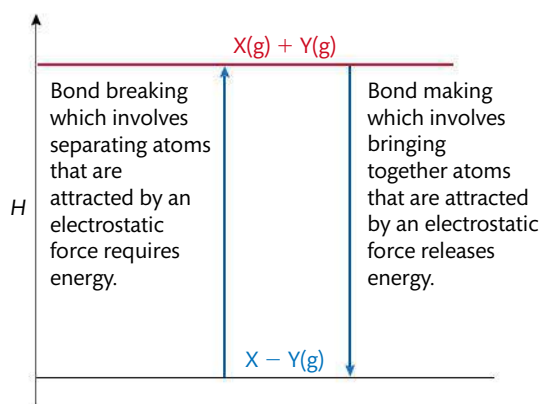 X(g) + Y(g)
Bond breaking
which involves
separating atoms
that are
attracted by an
electrostatic
force requires
energy.
Bond making
which involves
bringing
together atoms
that are attracted
by an electrostatic
force releases
energy.
H
X − Y(g)